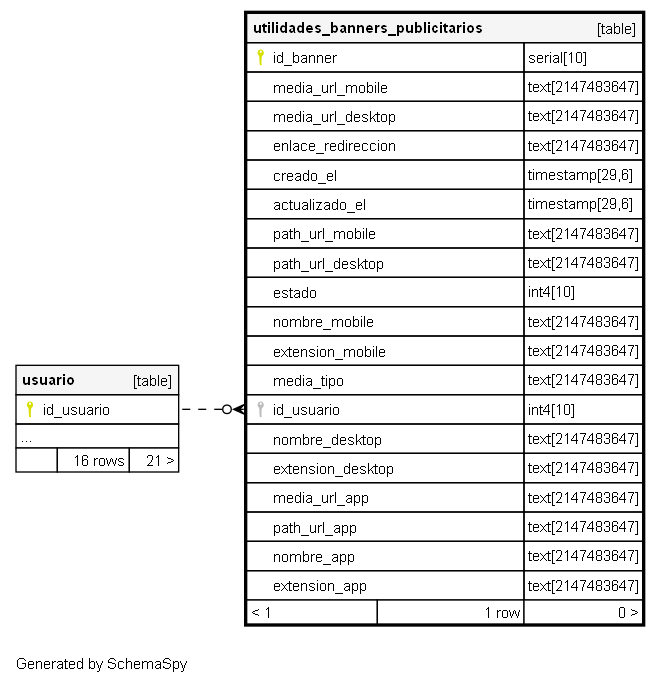 utilidades_banners_publicitarios [table]
id_banner serial[10]
media_url_mobile text[2147483647]
media_url_desktop text[2147483647]
enlace_redireccion text[2147483647]
creado_el timestamp[29,6]
actualizado_el timestamp[29,6]
path_url_mobile text[2147483647]
path_url_desktop text[2147483647]
estado int4[10]
nombre_mobile text[2147483647]
extension_mobile text[2147483647]
media_tipo text[2147483647]
id_usuario int4[10]
nombre_desktop text[2147483647]
extension_desktop text[2147483647]
media_url_app text[2147483647]
path_url_app text[2147483647]
nombre_app text[2147483647]
extension_app text[2147483647]
< 1 1 row 0 >
usuario [table]
id_usuario
...
16 rows 21 >
Generated by SchemaSpy